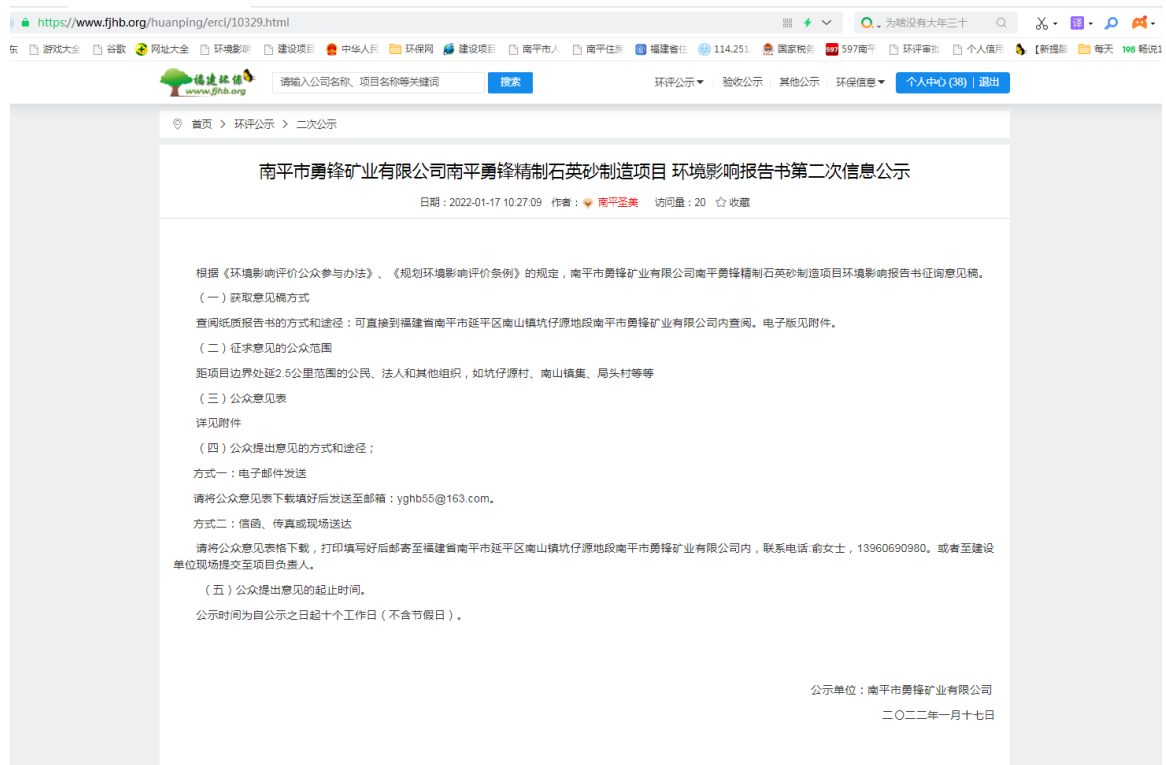 https://www.fjhb.org/huanping/erci/10329.html
为啥没有大年三十
东 游戏大全 谷歌 网址大全 环境影响 建设项目 中华人民 环保网 建设项目 南平市人 南平住房 福建省住 114.251. 国家税务 597南平 环评审批 个人信用 【新提醒 每天 198 畅说1
福建环保
www.fjhb.org
请输入公司名称、项目名称等关键词 搜索 环评公示 验收公示 其他公示 环保信息 个人中心 (38) | 退出
首页 > 环评公示 > 二次公示
南平市勇锋矿业有限公司南平勇锋精制石英砂制造项目 环境影响报告书第二次信息公示
日期：2022-01-17 10:27:09 作者： 南平圣美 访问量：20 收藏
根据《环境影响评价公众参与办法》、《规划环境影响评价条例》的规定，南平市勇锋矿业有限公司南平勇锋精制石英砂制造项目环境影响报告书征询意见稿。
（一）获取意见稿方式
查阅纸质报告书的方式和途径：可直接到福建省南平市延平区南山镇坑仔源地段南平市勇锋矿业有限公司内查阅。电子版见附件。
（二）征求意见的公众范围
距项目边界处延2.5公里范围的公民、法人和其他组织，如坑仔源村、南山镇集、局头村等等
（三）公众意见表
详见附件
（四）公众提出意见的方式和途径；
方式一：电子邮件发送
请将公众意见表下载填好后发送至邮箱：yghb55@163.com。
方式二：信函、传真或现场送达
请将公众意见表格下载，打印填写好后邮寄至福建省南平市延平区南山镇坑仔源地段南平市勇锋矿业有限公司内，联系电话:俞女士，13960690980。或者至建设
单位现场提交至项目负责人。
（五）公众提出意见的起止时间。
公示时间为自公示之日起十个工作日（不含节假日）。
公示单位：南平市勇锋矿业有限公司
二〇二二年一月十七日